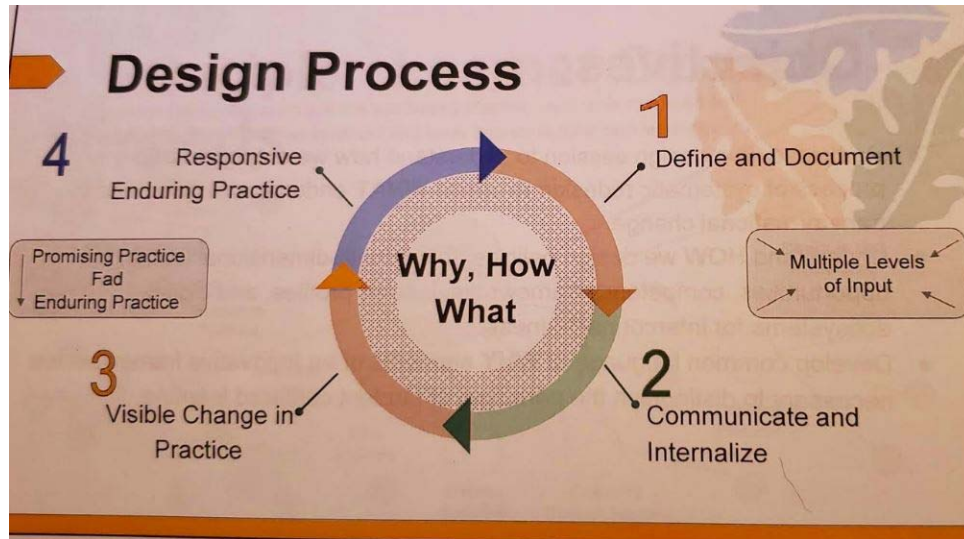 Design Process
1
Define and Document
2
Communicate and
Internalize
3
Visible Change in
Practice
4
Responsive
Enduring Practice
Why, How
What
Promising Practice
Fad
Enduring Practice
Multiple Levels
of Input